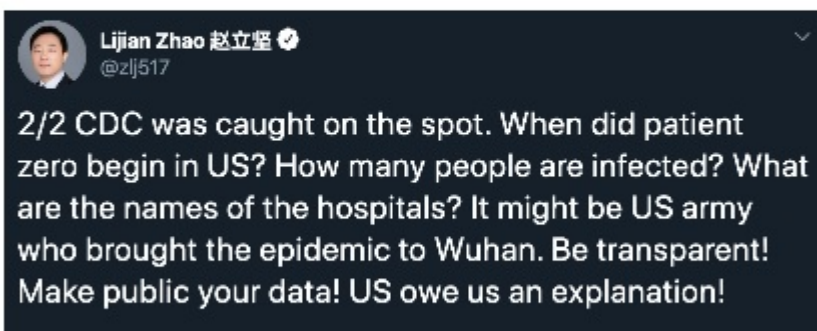 Lijian Zhao 赵立坚
@zlj517
2/2 CDC was caught on the spot. When did patient
zero begin in US? How many people are infected? What
are the names of the hospitals? It might be US army
who brought the epidemic to Wuhan. Be transparent!
Make public your data! US owe us an explanation!